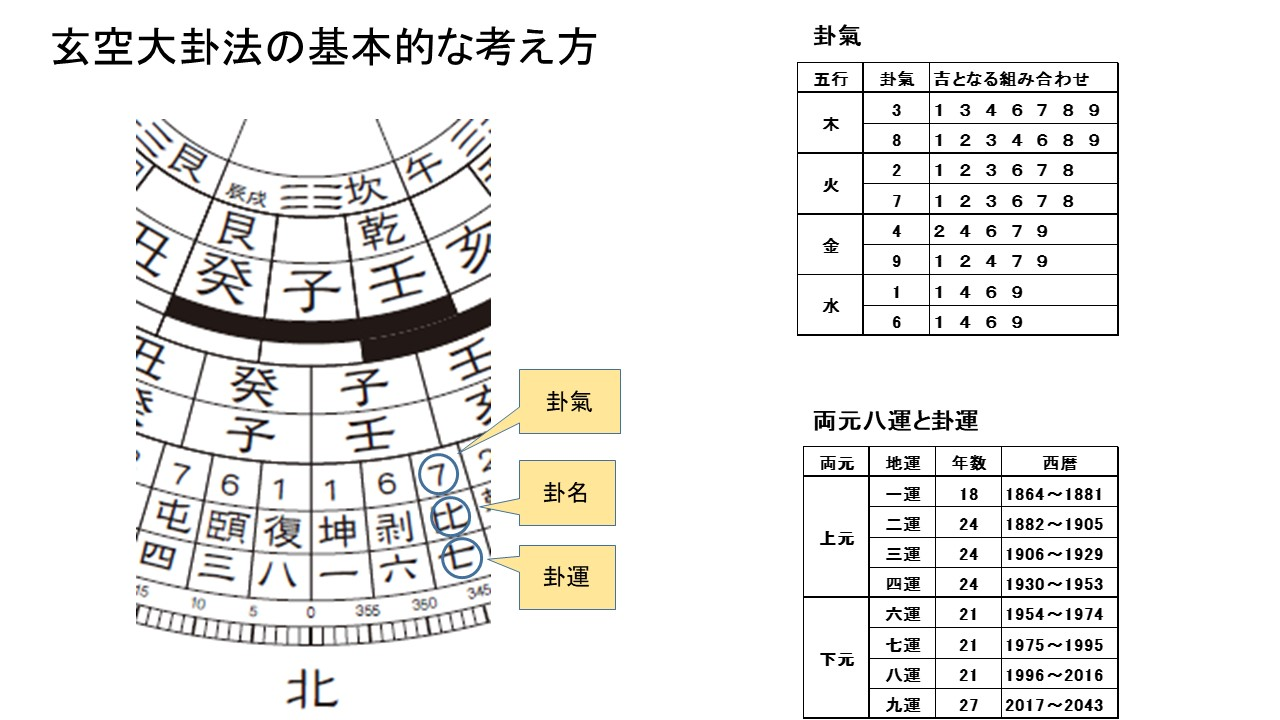 玄空大卦法の基本的な考え方
艮 辰戌 坎 午
艮 乾
丑 癸 子 壬 亥
丑 癸 子 壬
子 壬 亥
7 6 1 1 6 7 2
屯 頤 復 坤 剥 比
四 三 八 一 六 七
15 10 5 0 355 350 345
北
卦氣
卦名
卦運
卦氣
五行 卦氣 吉となる組み合わせ
木 3 1 3 4 6 7 8 9
8 1 2 3 4 6 8 9
火 2 1 2 3 6 7 8
7 1 2 3 6 7 8
金 4 2 4 6 7 9
9 1 2 4 7 9
水 1 1 4 6 9
6 1 4 6 9
両元八運と卦運
両元 地運 年数 西暦
上元 一運 18 1864～1881
二運 24 1882～1905
三運 24 1906～1929
四運 24 1930～1953
下元 六運 21 1954～1974
七運 21 1975～1995
八運 21 1996～2016
九運 27 2017～2043